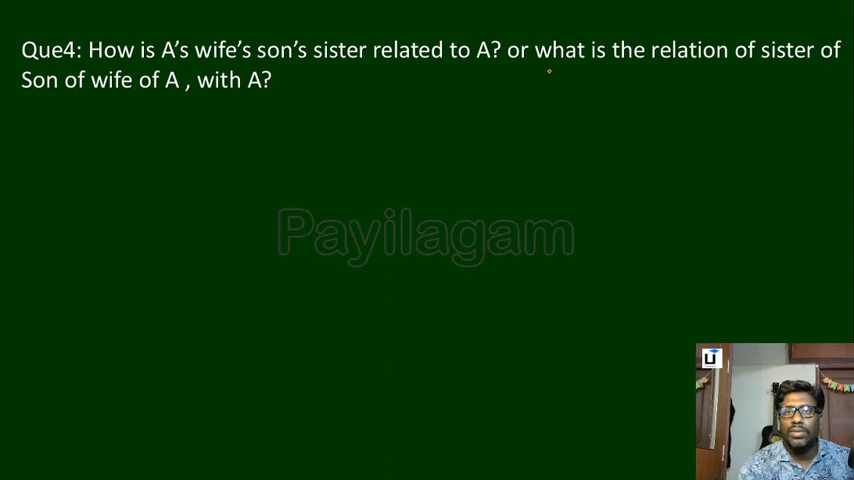 Que4: How is A’s wife’s son’s sister related to A? or what is the relation of sister of
Son of wife of A , with A?
Payilagam
U